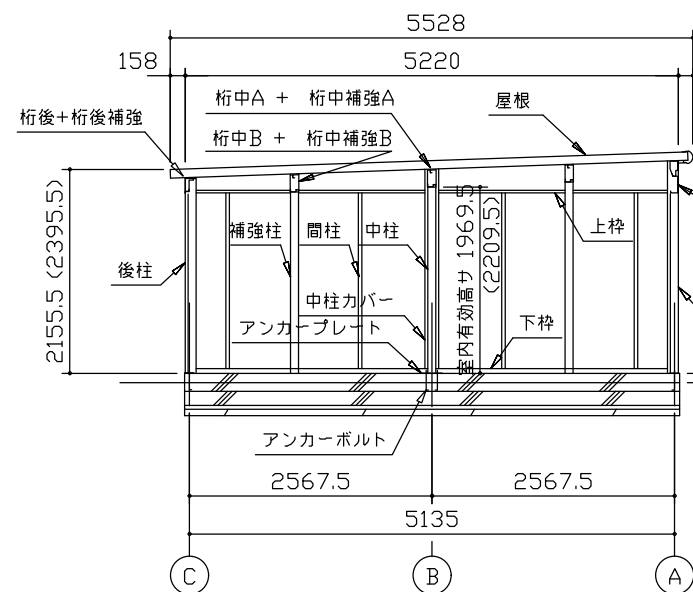 5528
158
5220
桁中A + 桁中補強A
屋根
桁後+桁後補強
桁中B + 桁中補強B
2155.5 (2395.5)
後柱
補強柱
間柱
中柱
室内有効高サ 1969.5
(2209.5)
上枠
中柱カバー
アンカープレート
下枠
アンカーボルト
2567.5
2567.5
5135
C
B
A